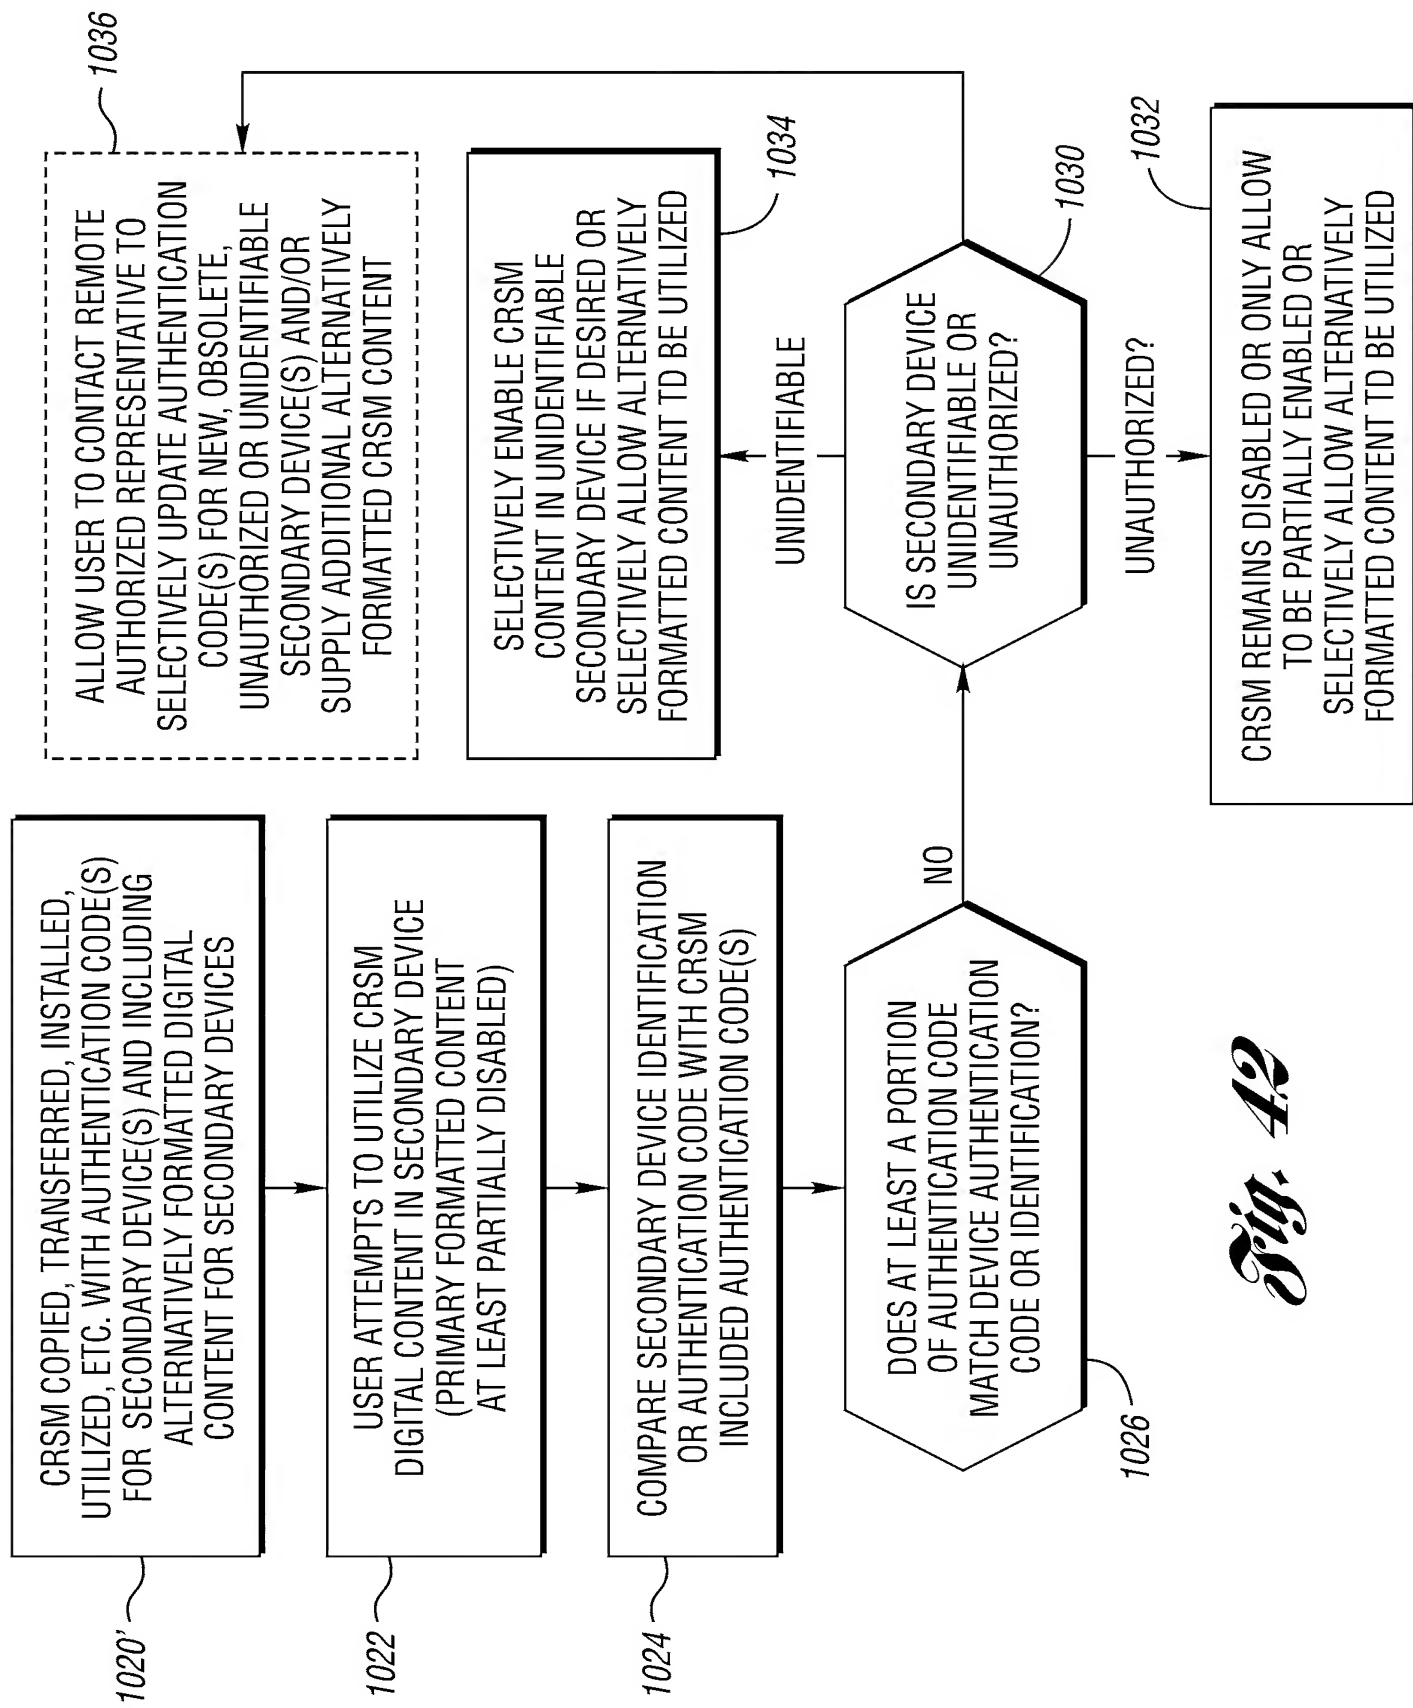 1020'
CRSM COPIED, TRANSFERRED, INSTALLED,
UTILIZED, ETC. WITH AUTHENTICATION CODE(S)
FOR SECONDARY DEVICE(S) AND INCLUDING
ALTERNATIVELY FORMATTED DIGITAL
CONTENT FOR SECONDARY DEVICES
1022
USER ATTEMPTS TO UTILIZE CRSM
DIGITAL CONTENT IN SECONDARY DEVICE
(PRIMARY FORMATTED CONTENT
AT LEAST PARTIALLY DISABLED)
1024
COMPARE SECONDARY DEVICE IDENTIFICATION
OR AUTHENTICATION CODE WITH CRSM
INCLUDED AUTHENTICATION CODE(S)
DOES AT LEAST A PORTION
OF AUTHENTICATION CODE
MATCH DEVICE AUTHENTICATION
CODE OR IDENTIFICATION?
1026
NO
IS SECONDARY DEVICE
UNIDENTIFIABLE OR
UNAUTHORIZED?
1030
UNIDENTIFIABLE
UNAUTHORIZED?
1036
ALLOW USER TO CONTACT REMOTE
AUTHORIZED REPRESENTATIVE TO
SELECTIVELY UPDATE AUTHENTICATION
CODE(S) FOR NEW, OBSOLETE,
UNAUTHORIZED OR UNIDENTIFIABLE
SECONDARY DEVICE(S) AND/OR
SUPPLY ADDITIONAL ALTERNATIVELY
FORMATTED CRSM CONTENT
SELECTIVELY ENABLE CRSM
CONTENT IN UNIDENTIFIABLE
SECONDARY DEVICE IF DESIRED OR
SELECTIVELY ALLOW ALTERNATIVELY
FORMATTED CONTENT TD BE UTILIZED
1034
1032
CRSM REMAINS DISABLED OR ONLY ALLOW
TO BE PARTIALLY ENABLED OR
SELECTIVELY ALLOW ALTERNATIVELY
FORMATTED CONTENT TD BE UTILIZED
Fig. 42